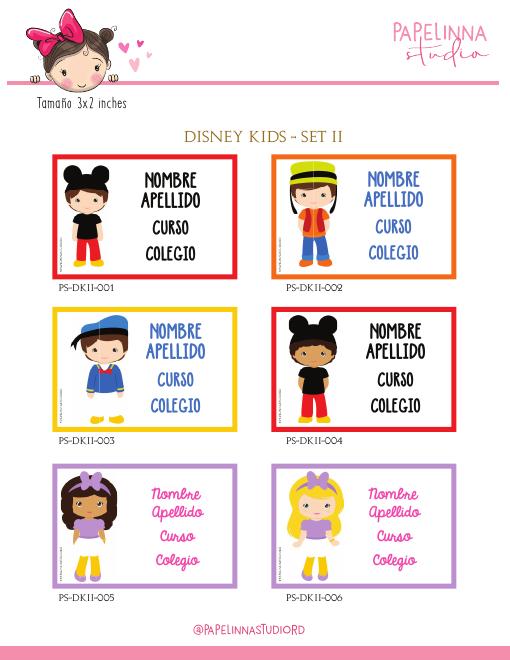 PAPELINNA
studio
Tamaño 3x2 inches
DISNEY KIDS - SET II
NOMBRE
APELLIDO
CURSO
COLEGIO
PS-DKII-001
NOMBRE
APELLIDO
CURSO
COLEGIO
PS-DKII-002
NOMBRE
APELLIDO
CURSO
COLEGIO
PS-DKII-003
NOMBRE
APELLIDO
CURSO
COLEGIO
PS-DKII-004
Nombre
Apellido
Curso
Colegio
PS-DKII-005
Nombre
Apellido
Curso
Colegio
PS-DKII-006
@PAPELINNASTUDIORD